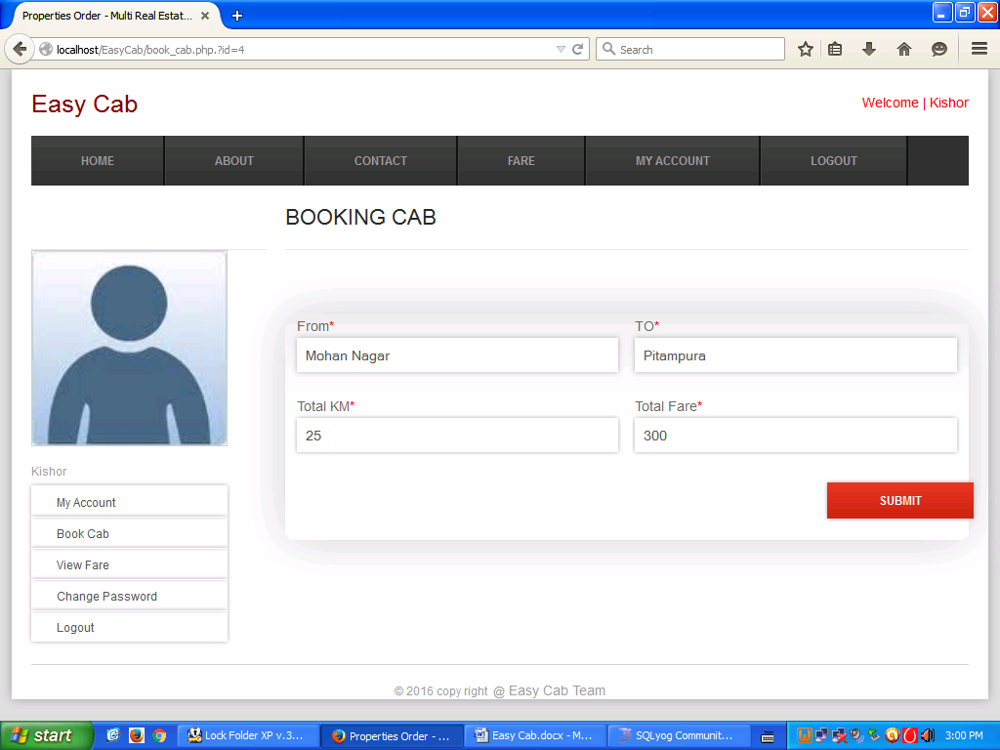 Properties Order - Multi Real Estat...
localhost/EasyCab/book_cab.php.?id=4
Search
Easy Cab
Welcome | Kishor
HOME
ABOUT
CONTACT
FARE
MY ACCOUNT
LOGOUT
BOOKING CAB
From*
TO*
Mohan Nagar
Pitampura
Total KM*
Total Fare*
25
300
SUBMIT
Kishor
My Account
Book Cab
View Fare
Change Password
Logout
© 2016 copy right @ Easy Cab Team
start
Lock Folder XP v.3...
Properties Order - ...
Easy Cab.docx - M...
SQLyog Communit...
3:00 PM